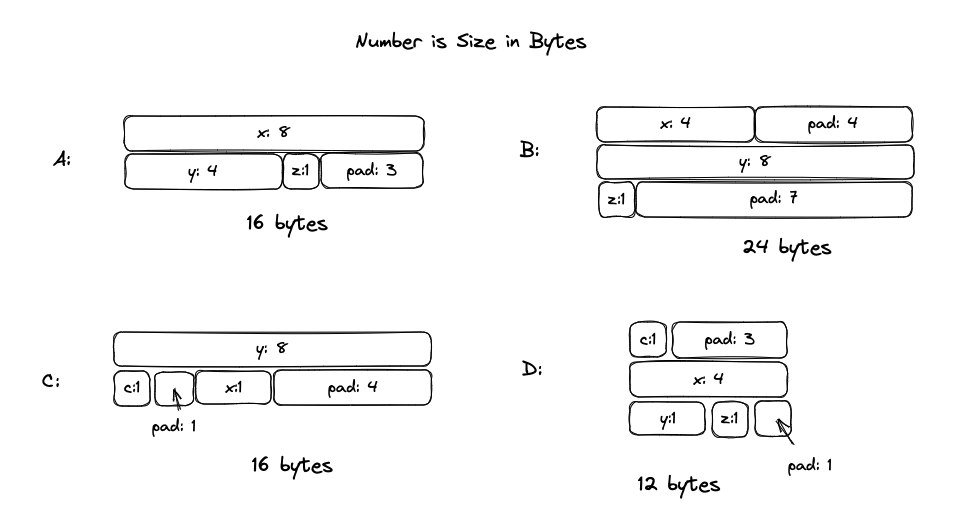 Number is Size in Bytes
A:
x: 8
y: 4 z:1 pad: 3
16 bytes
B:
x: 4 pad: 4
y: 8
z:1 pad: 7
24 bytes
C:
y: 8
c:1 x:1 pad: 4
pad: 1
16 bytes
D:
c:1 pad: 3
x: 4
y:1 z:1
pad: 1
12 bytes